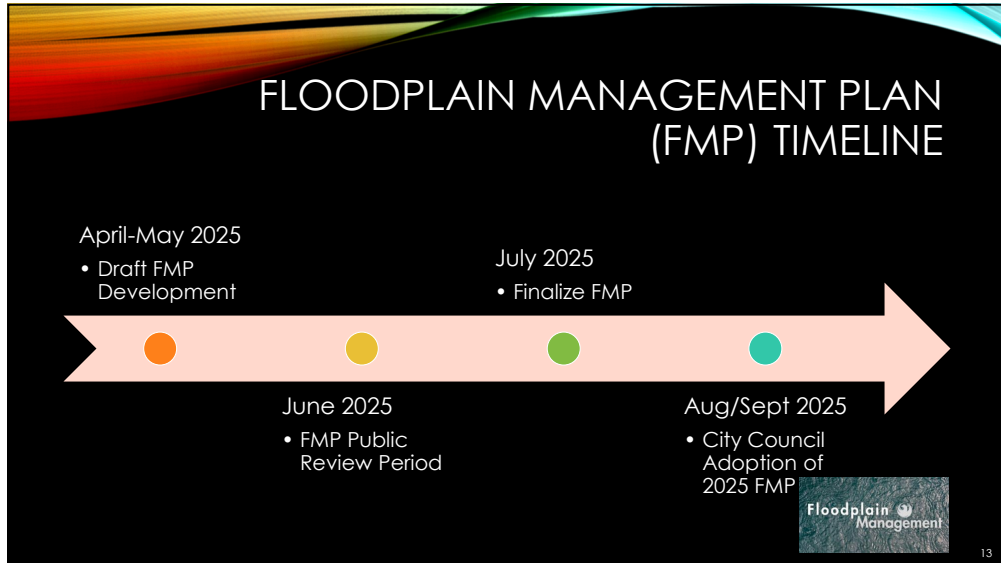 FLOODPLAIN MANAGEMENT PLAN
(FMP) TIMELINE
April-May 2025
• Draft FMP
Development
June 2025
• FMP Public
Review Period
July 2025
• Finalize FMP
Aug/Sept 2025
• City Council
Adoption of
2025 FMP
Floodplain
Management
13